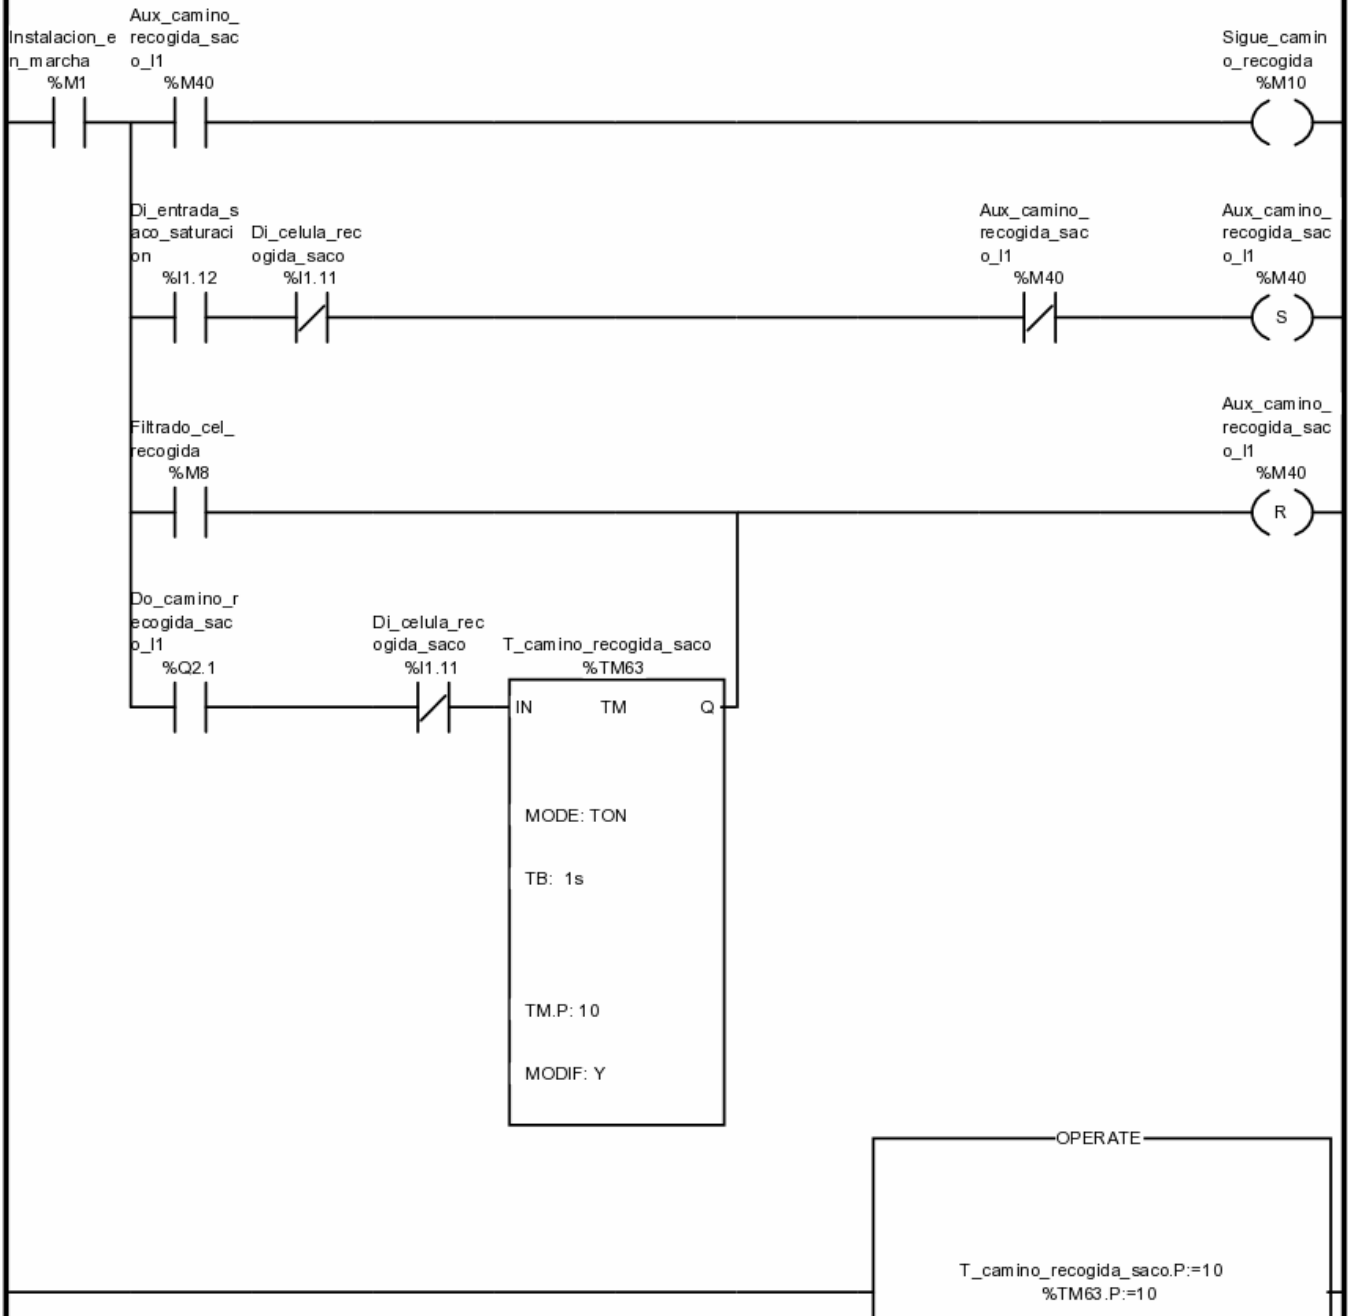 Instalacion_e
n_marcha
%M1
Aux_camino_
recogida_sac
o_l1
%M40
Sigue_camin
o_recogida
%M10
Di_entrada_s
aco_saturaci
on
%I1.12
Di_celula_rec
ogida_saco
%I1.11
Aux_camino_
recogida_sac
o_l1
%M40
Aux_camino_
recogida_sac
o_l1
%M40
S
Filtrado_cel_
recogida
%M8
Aux_camino_
recogida_sac
o_l1
%M40
R
Do_camino_r
ecogida_sac
o_l1
%Q2.1
Di_celula_rec
ogida_saco
%I1.11
T_camino_recogida_saco
%TM63
IN TM Q
MODE: TON
TB: 1s
TM.P: 10
MODIF: Y
OPERATE
T_camino_recogida_saco.P:=10
%TM63.P:=10